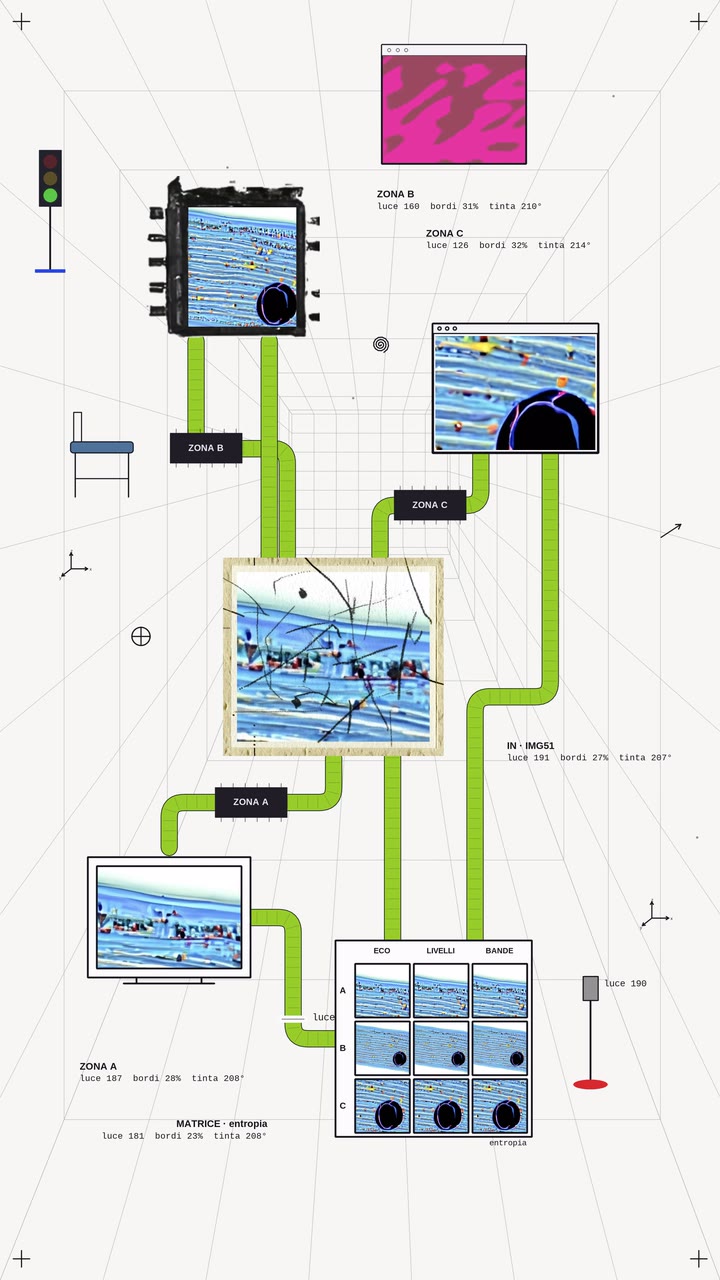 ZONA B
luce 160 bordi 31% tinta 210°
ZONA C
luce 126 bordi 32% tinta 214°
ZONA B
ZONA C
IN · IMG51
luce 191 bordi 27% tinta 207°
ZONA A
ECO LIVELLI BANDE
A
B
C
luce
luce 190
entropia
ZONA A
luce 187 bordi 28% tinta 208°
MATRICE · entropia
luce 181 bordi 23% tinta 208°